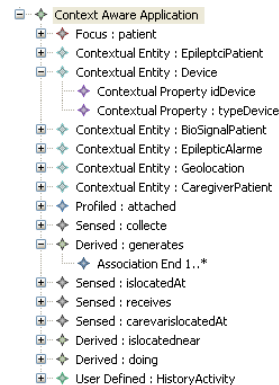 Context Aware Application
Focus : patient
Contextual Entity : EpileptciPatient
Contextual Entity : Device
Contextual Property idDevice
Contextual Property : typeDevice
Contextual Entity : BioSignalPatient
Contextual Entity : EpilepticAlarme
Contextual Entity : Geolocation
Contextual Entity : CaregiverPatient
Profiled : attached
Sensed : collecte
Derived : generates
Association End 1..*
Sensed : islocatedAt
Sensed : receives
Sensed : carevarislocatedAt
Derived : islocatednear
Derived : doing
User Defined : HistoryActivity